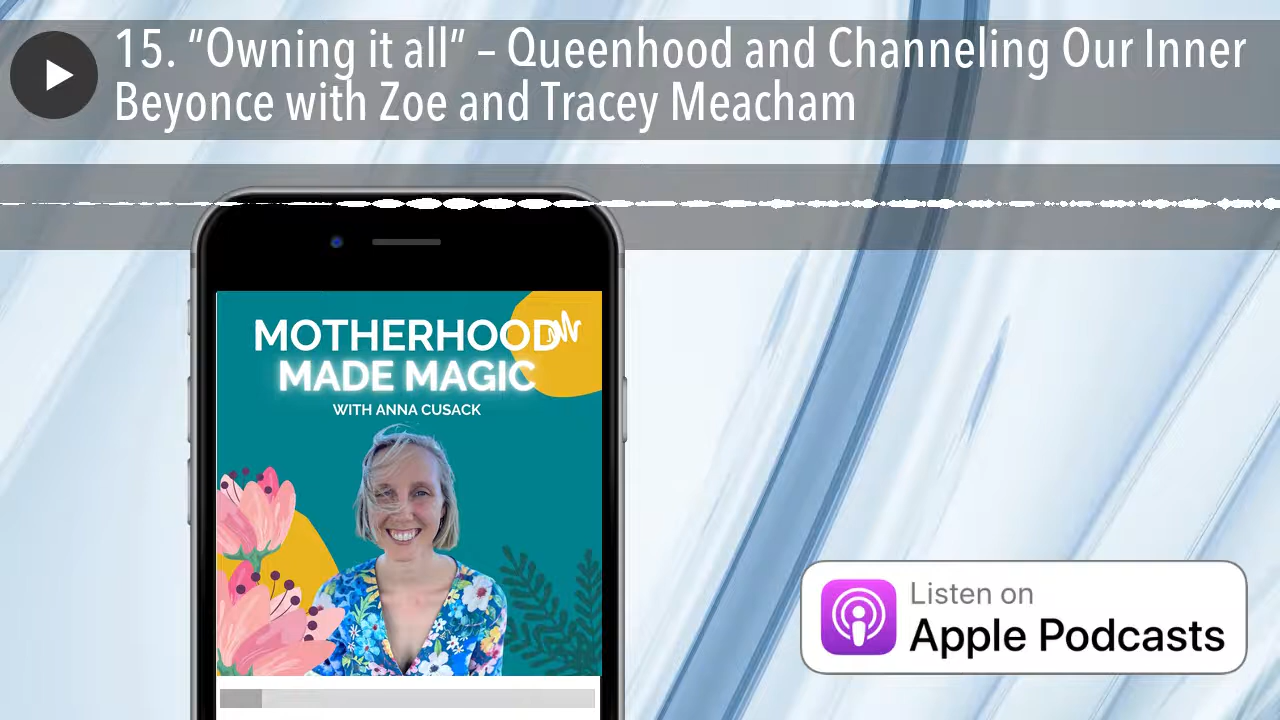 15. “Owning it all” – Queenhood and Channeling Our Inner
Beyonce with Zoe and Tracey Meacham
MOTHERHOOD
MADE MAGIC
WITH ANNA CUSACK
Listen on
Apple Podcasts